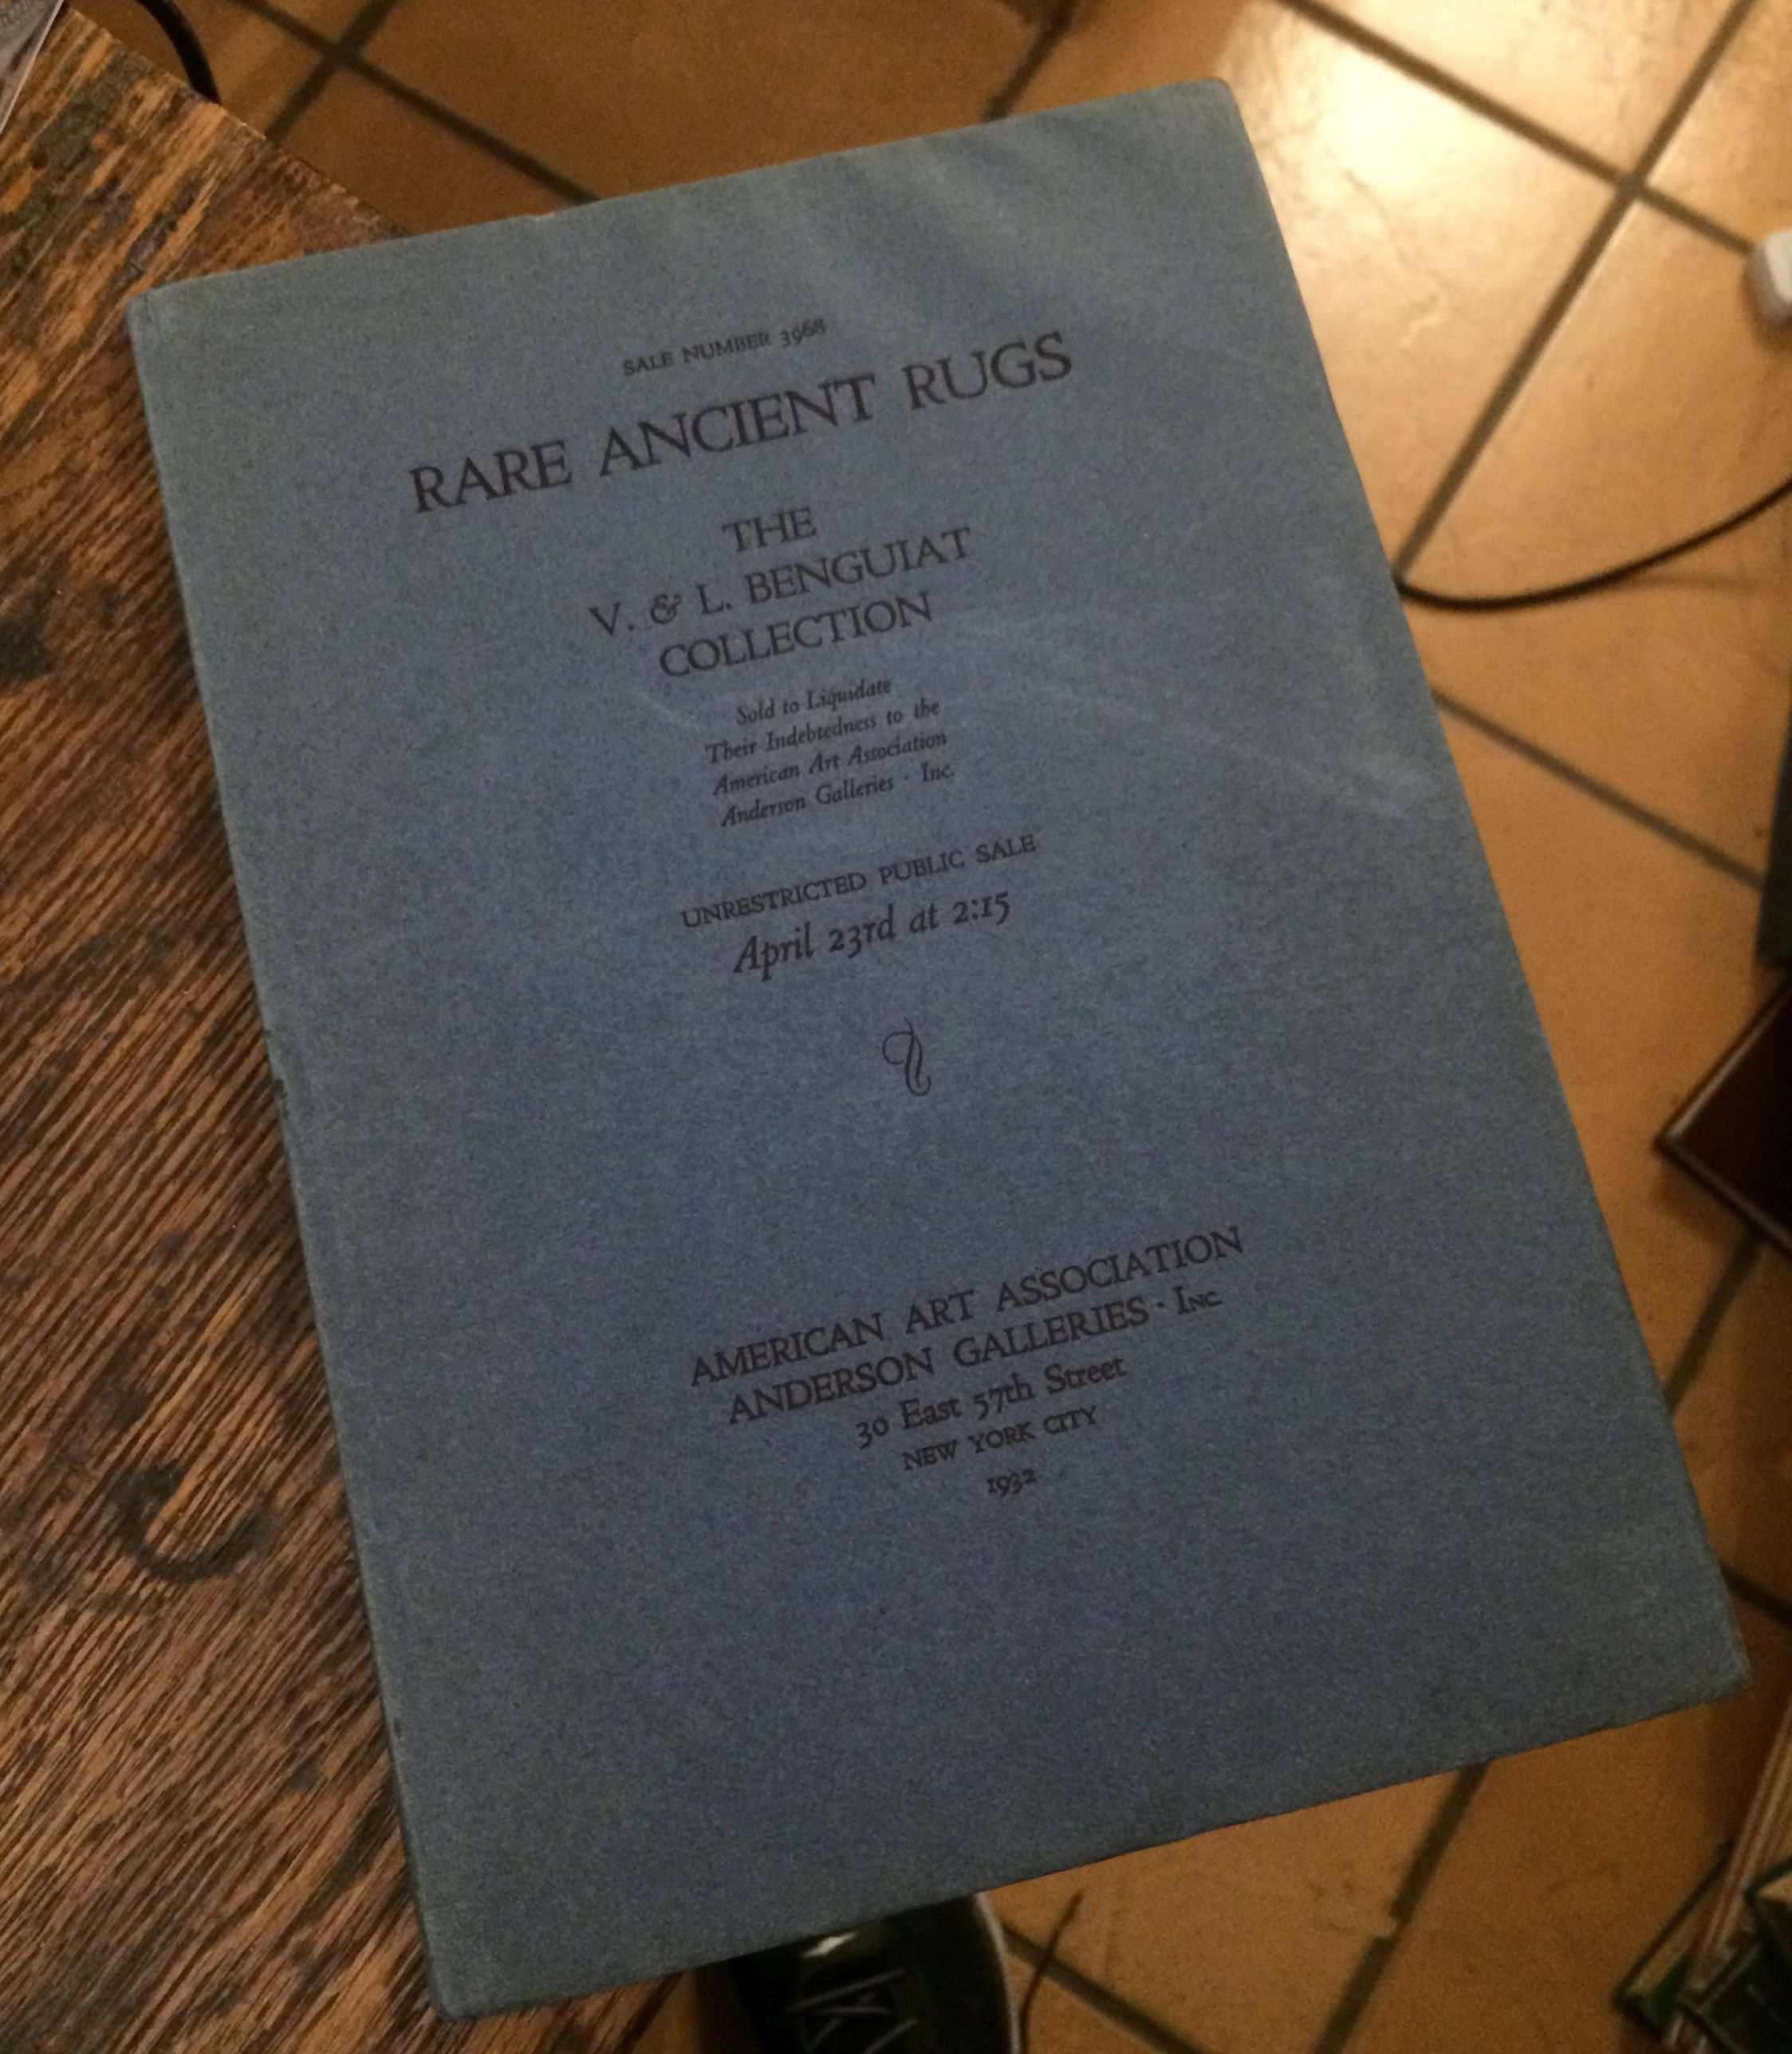 SALE NUMBER 3968
RARE ANCIENT RUGS
THE
V. & L. BENGUIAT
COLLECTION
Sold to Liquidate
Their Indebtedness to the
American Art Association
Anderson Galleries · Inc.
UNRESTRICTED PUBLIC SALE
April 23rd at 2:15
AMERICAN ART ASSOCIATION
ANDERSON GALLERIES · INC
30 East 57th Street
NEW YORK CITY
1932